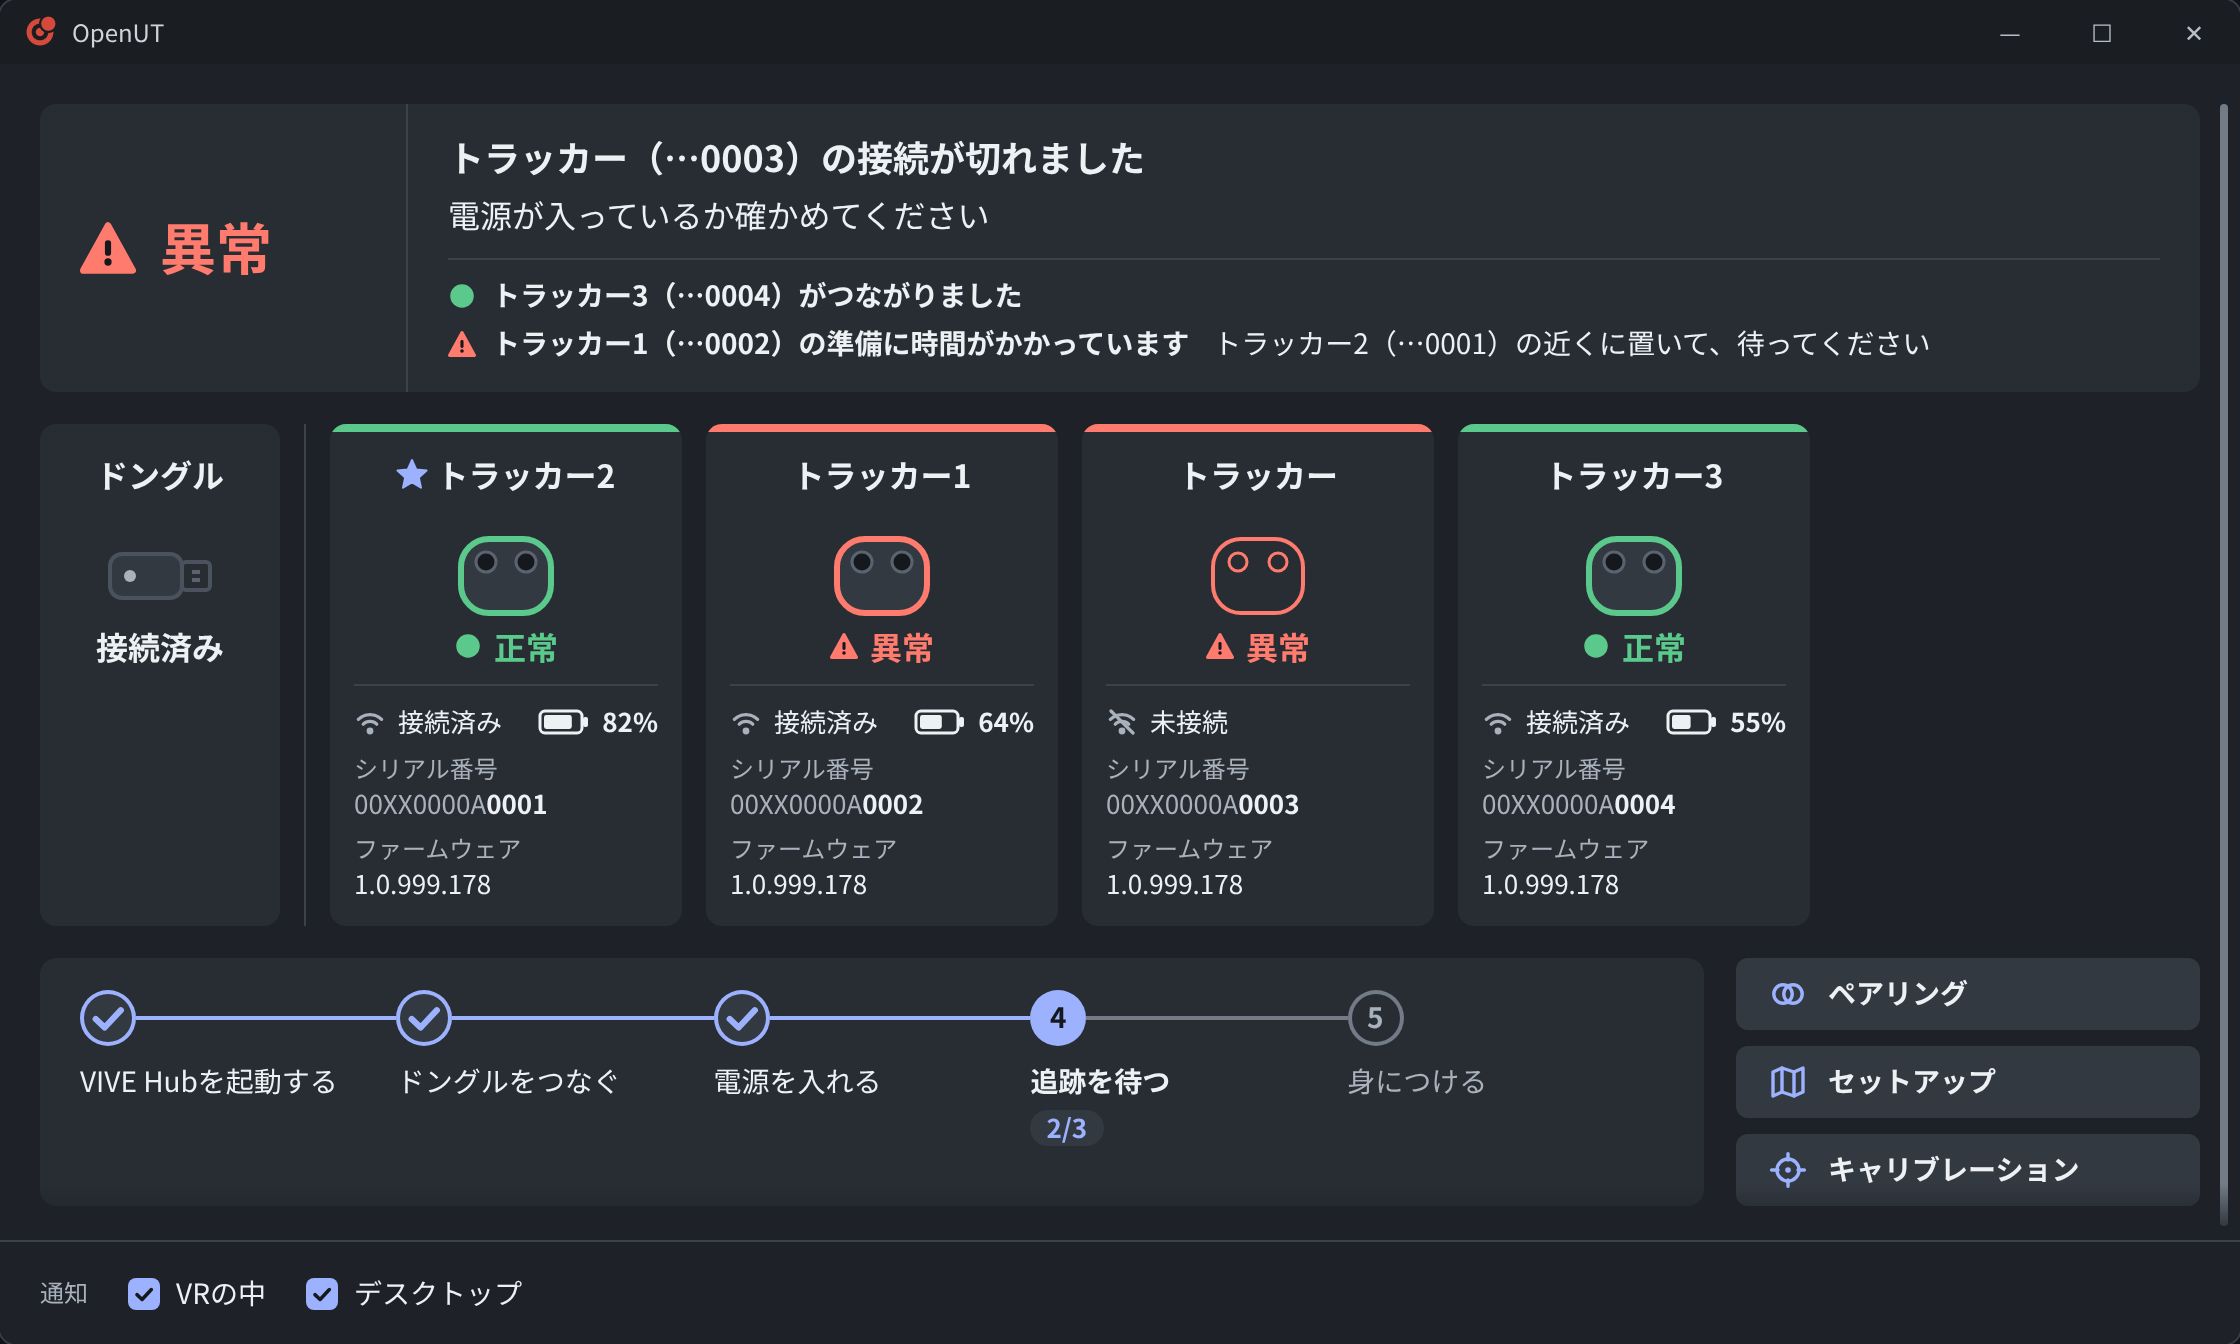 OpenUT
異常
トラッカー（…0003）の接続が切れました
電源が入っているか確かめてください
トラッカー3（…0004）がつながりました
トラッカー1（…0002）の準備に時間がかかっています　トラッカー2（…0001）の近くに置いて、待ってください
ドングル
接続済み
トラッカー2
正常
接続済み 82%
シリアル番号
00XX0000A0001
ファームウェア
1.0.999.178
トラッカー1
異常
接続済み 64%
シリアル番号
00XX0000A0002
ファームウェア
1.0.999.178
トラッカー
異常
未接続
シリアル番号
00XX0000A0003
ファームウェア
1.0.999.178
トラッカー3
正常
接続済み 55%
シリアル番号
00XX0000A0004
ファームウェア
1.0.999.178
VIVE Hubを起動する
ドングルをつなぐ
電源を入れる
4
追跡を待つ
2/3
5
身につける
ペアリング
セットアップ
キャリブレーション
通知 VRの中 デスクトップ